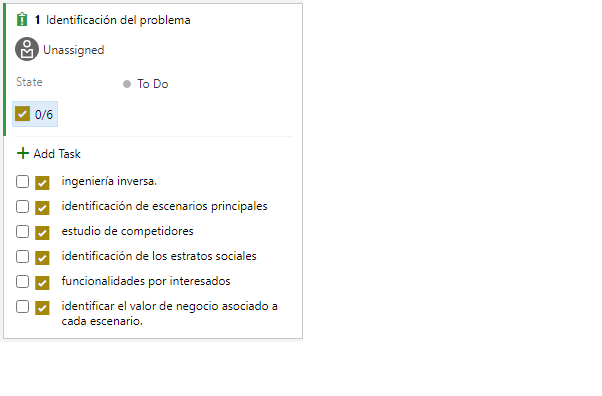 1 Identificación del problema
Unassigned
State To Do
0/6
Add Task
ingeniería inversa.
identificación de escenarios principales
estudio de competidores
identificación de los estratos sociales
funcionalidades por interesados
identificar el valor de negocio asociado a
cada escenario.